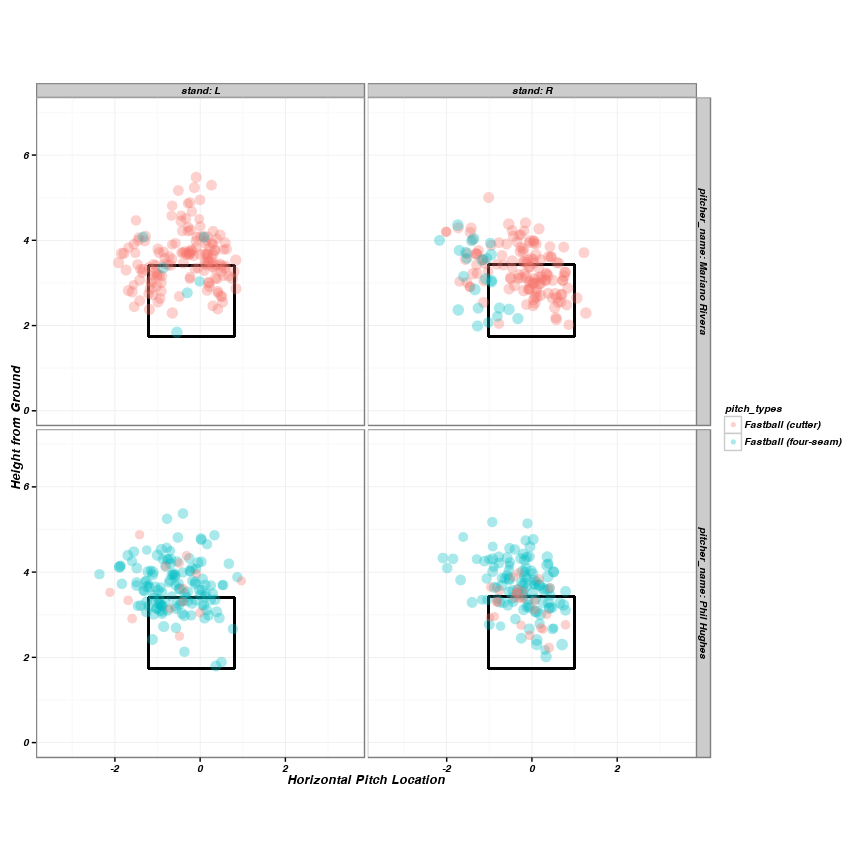 stand: L
stand: R
6
4
2
0
pitcher_name: Mariano Rivera
6
4
2
0
pitcher_name: Phil Hughes
-2
0
2
-2
0
2
Horizontal Pitch Location
Height from Ground
pitch_types
Fastball (cutter)
Fastball (four-seam)